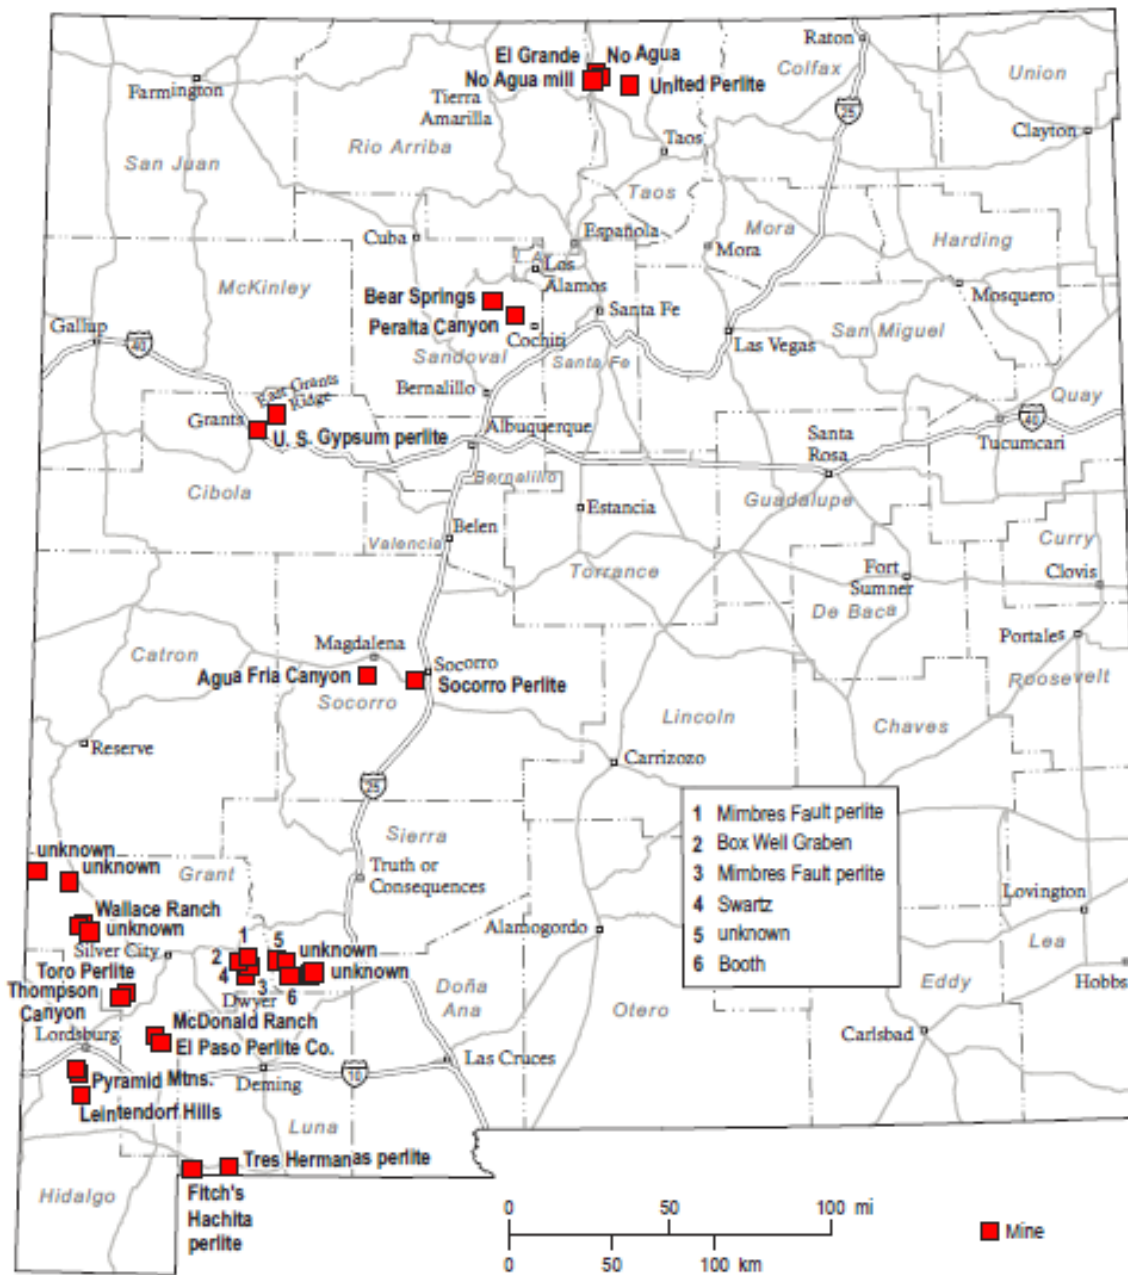 Raton
Colfax
Union
El Grande
No Agua
No Agua mill
United Perlite
Farmington
Tierra
Amarilla
25
Clayton
San Juan
Rio Arriba
Taos
Taos
Cuba
Española
Mora
Mora
Harding
Los
Alamos
McKinley
Bear Springs
Mosquero
Peralta Canyon
Santa Fe
Gallup
40
Cochiti
San Miguel
Las Vegas
Sandoval
Santa Fe
Bernalillo
Quay
East Grants
Ridge
Grants
U. S. Gypsum perlite
Albuquerque
40
Santa
Rosa
Tucumcari
Bernalillo
Cibola
Guadalupe
Estancia
Belen
Valencia
Curry
Torrance
Fort
Sumner
Clovis
De Baca
Portales
Magdalena
Catron
Socorro
Agua Fria Canyon
Socorro Perlite
Roosevelt
Socorro
Lincoln
Chaves
Reserve
Carrizozo
25
1 Mimbres Fault perlite
2 Box Well Graben
3 Mimbres Fault perlite
4 Swartz
5 unknown
6 Booth
Sierra
unknown
unknown
Grant
Truth or
Consequences
Lovington
Wallace Ranch
unknown
Alamogordo
Silver City
1
5
unknown
2
unknown
Lea
Toro Perlite
4
3
6
Dwyer
Thompson
Canyon
Doña
Ana
Otero
Eddy
Hobbs
McDonald Ranch
Lordsburg
El Paso Perlite Co.
Carlsbad
Las Cruces
Pyramid Mtns.
Deming
10
Leintendorf Hills
Luna
Tres Hermanas perlite
Hidalgo
Fitch's
Hachita
perlite
0 50 100 mi
0 50 100 km
Mine